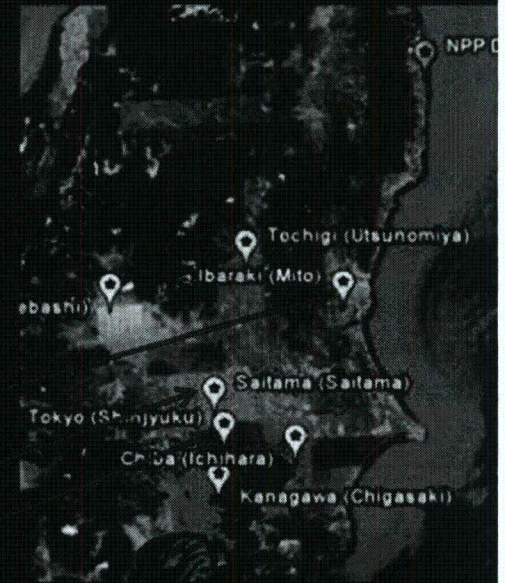 NPP
Tochigi (Utsunomiya)
Ibaraki (Mito)
ebashi)
Saitama (Saitama)
Tokyo (Shinjyuku)
Chiba (Ichihara)
Kanagawa (Chigasaki)